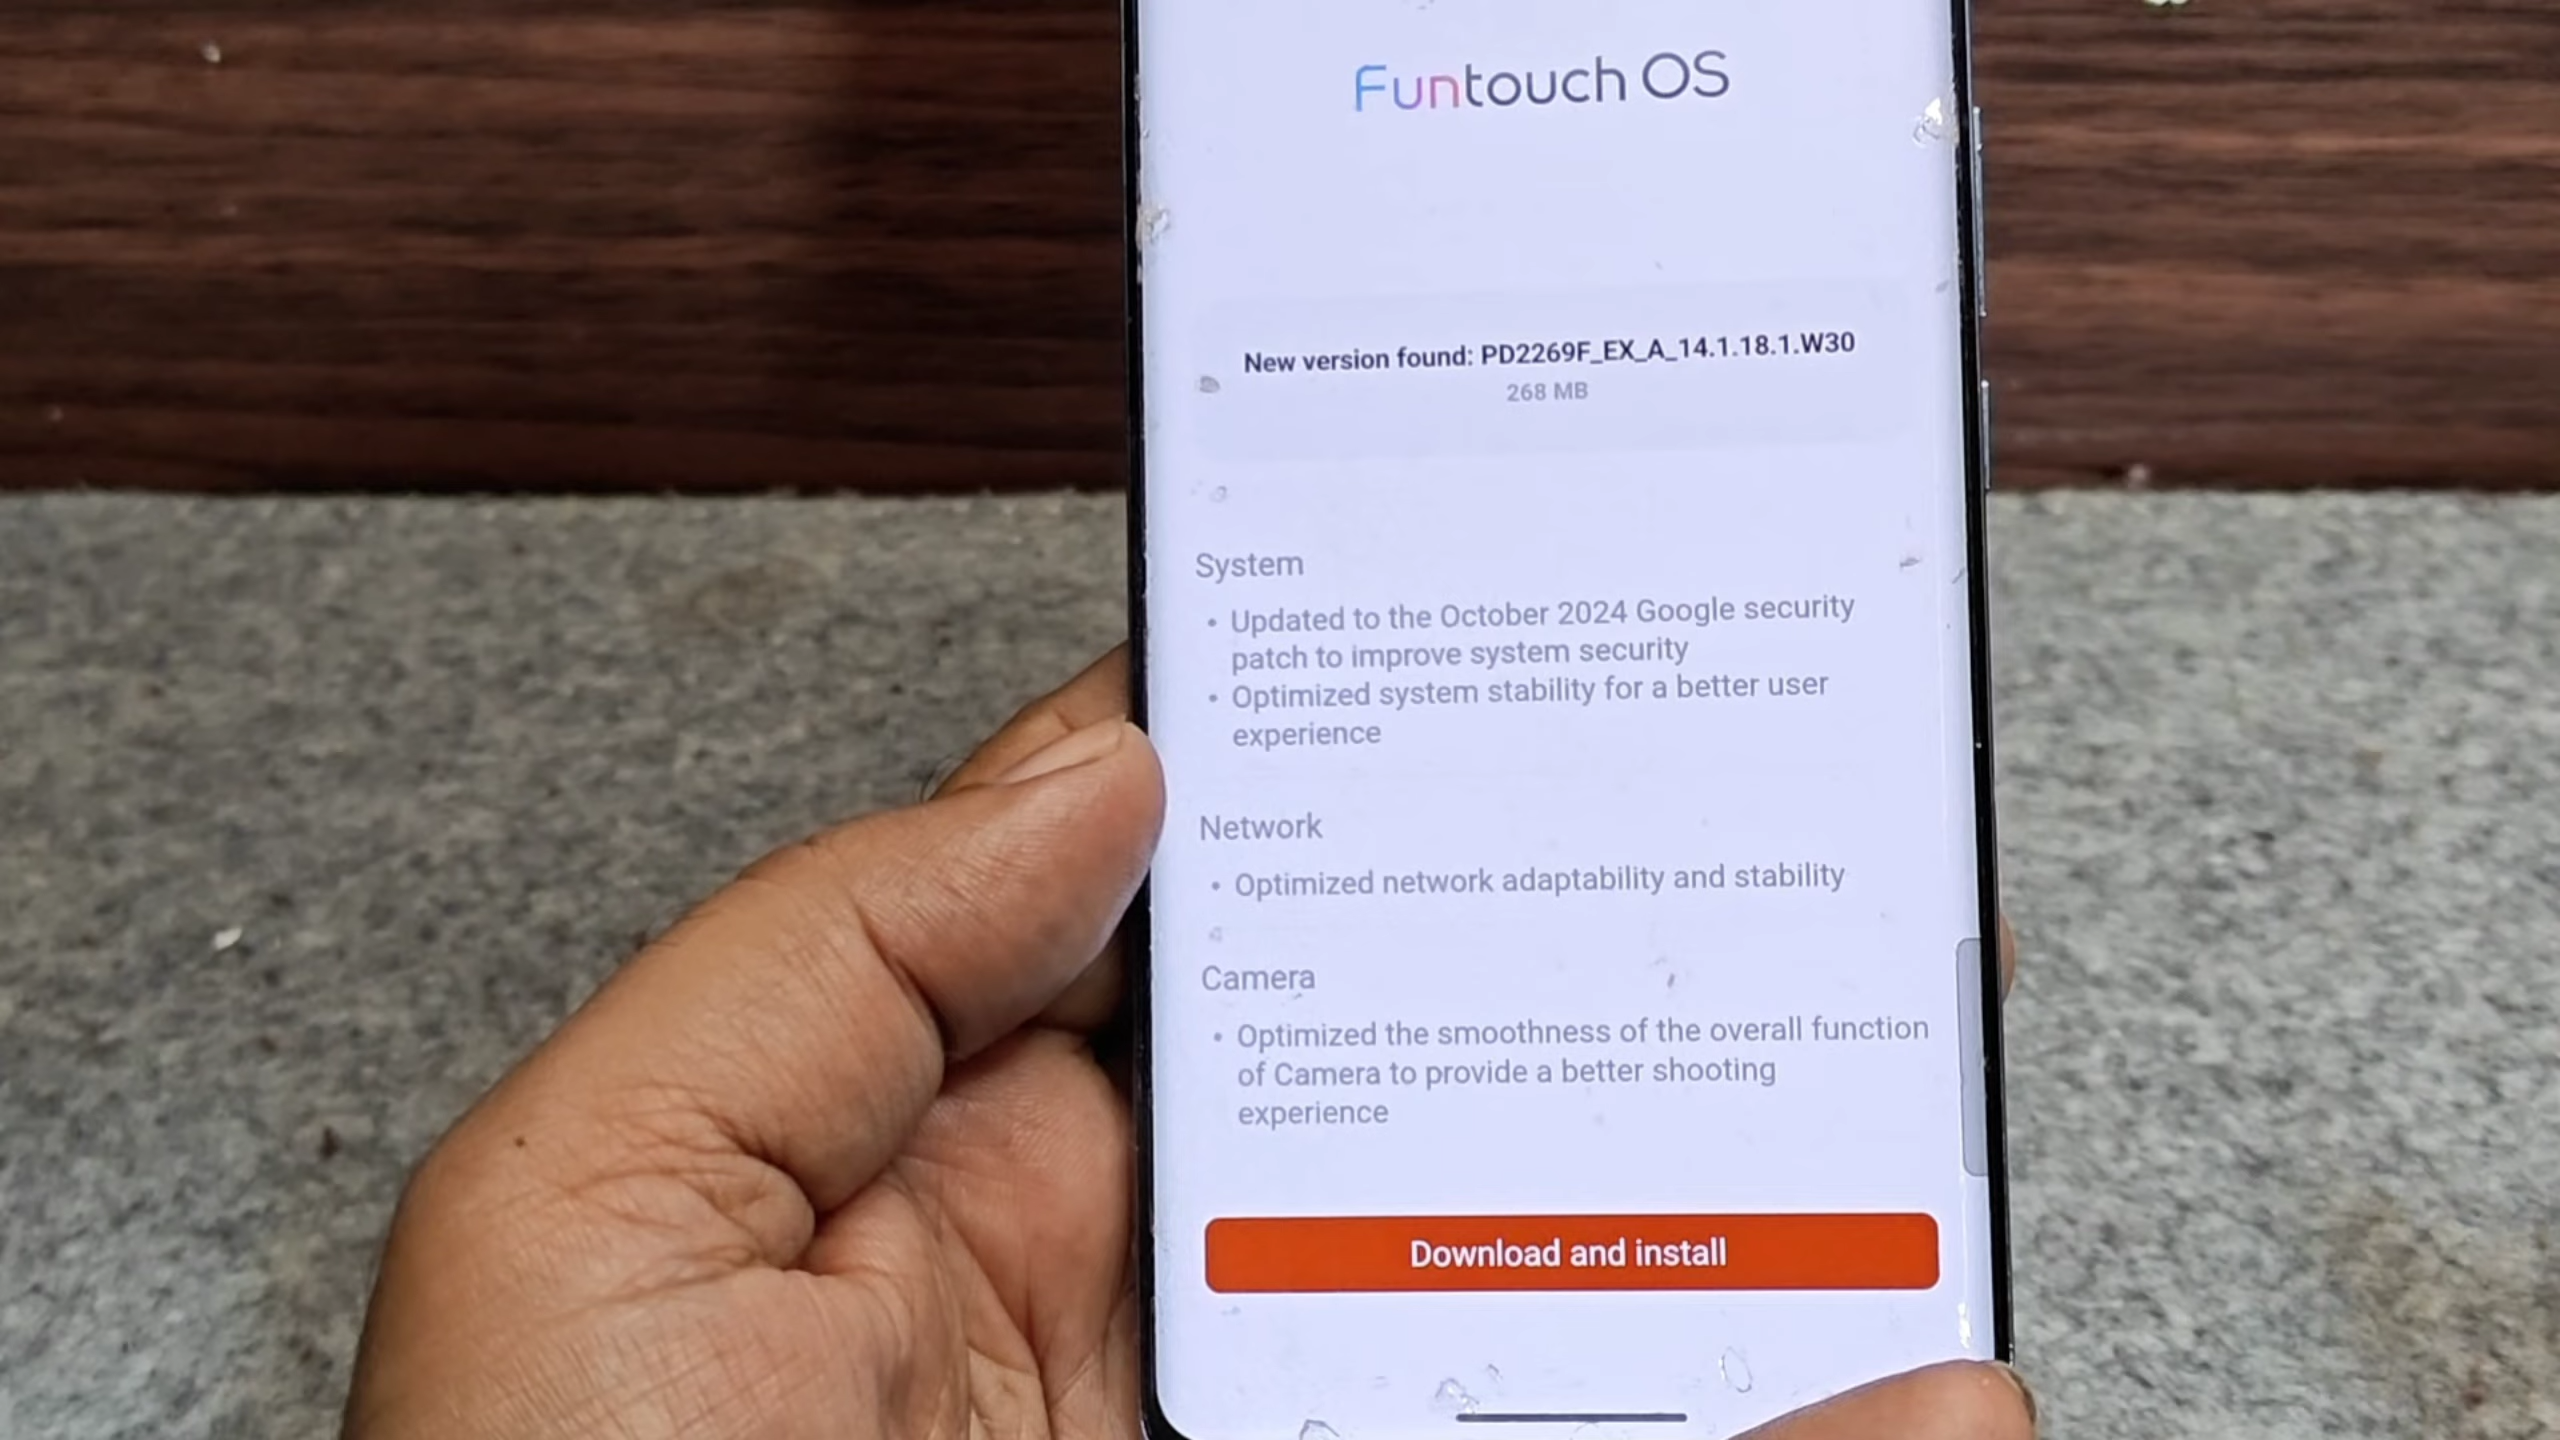 Funtouch OS
New version found: PD2269F_EX_A_14.1.18.1.W30
268 MB
System
• Updated to the October 2024 Google security
patch to improve system security
• Optimized system stability for a better user
experience
Network
• Optimized network adaptability and stability
Camera
• Optimized the smoothness of the overall function
of Camera to provide a better shooting
experience
Download and install